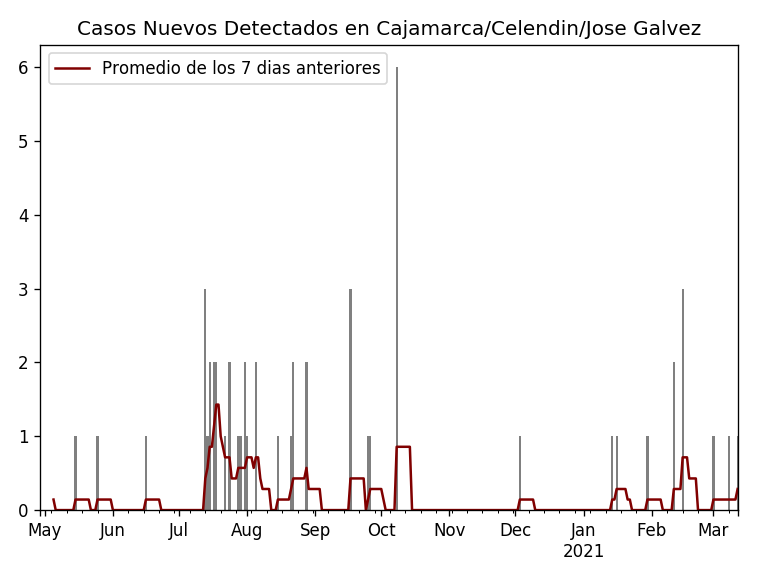 Casos Nuevos Detectados en Cajamarca/Celendin/Jose Galvez
Promedio de los 7 dias anteriores
6
5
4
3
2
1
0
May Jun Jul Aug Sep Oct Nov Dec Jan Feb Mar
2021